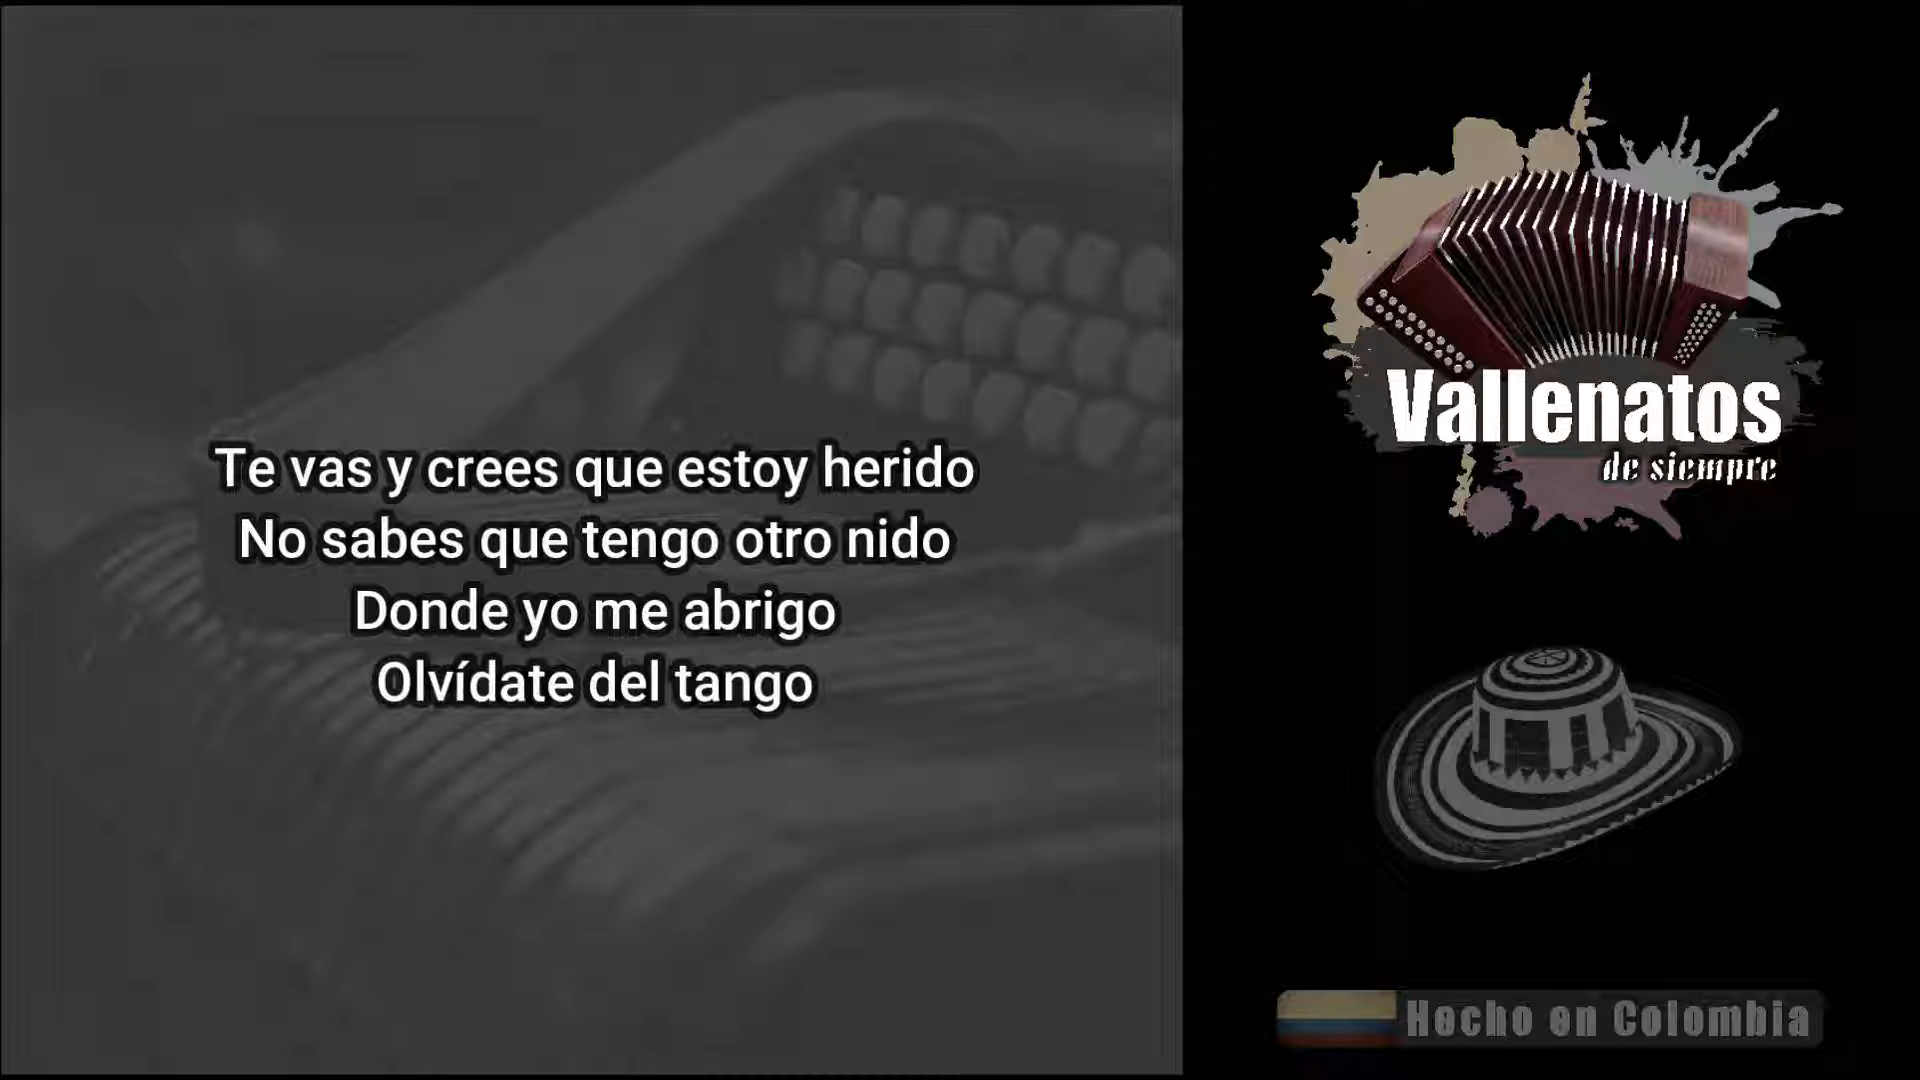 Te vas y crees que estoy herido
No sabes que tengo otro nido
Donde yo me abrigo
Olvídate del tango
Vallenatos
de siempre
Hecho en Colombia